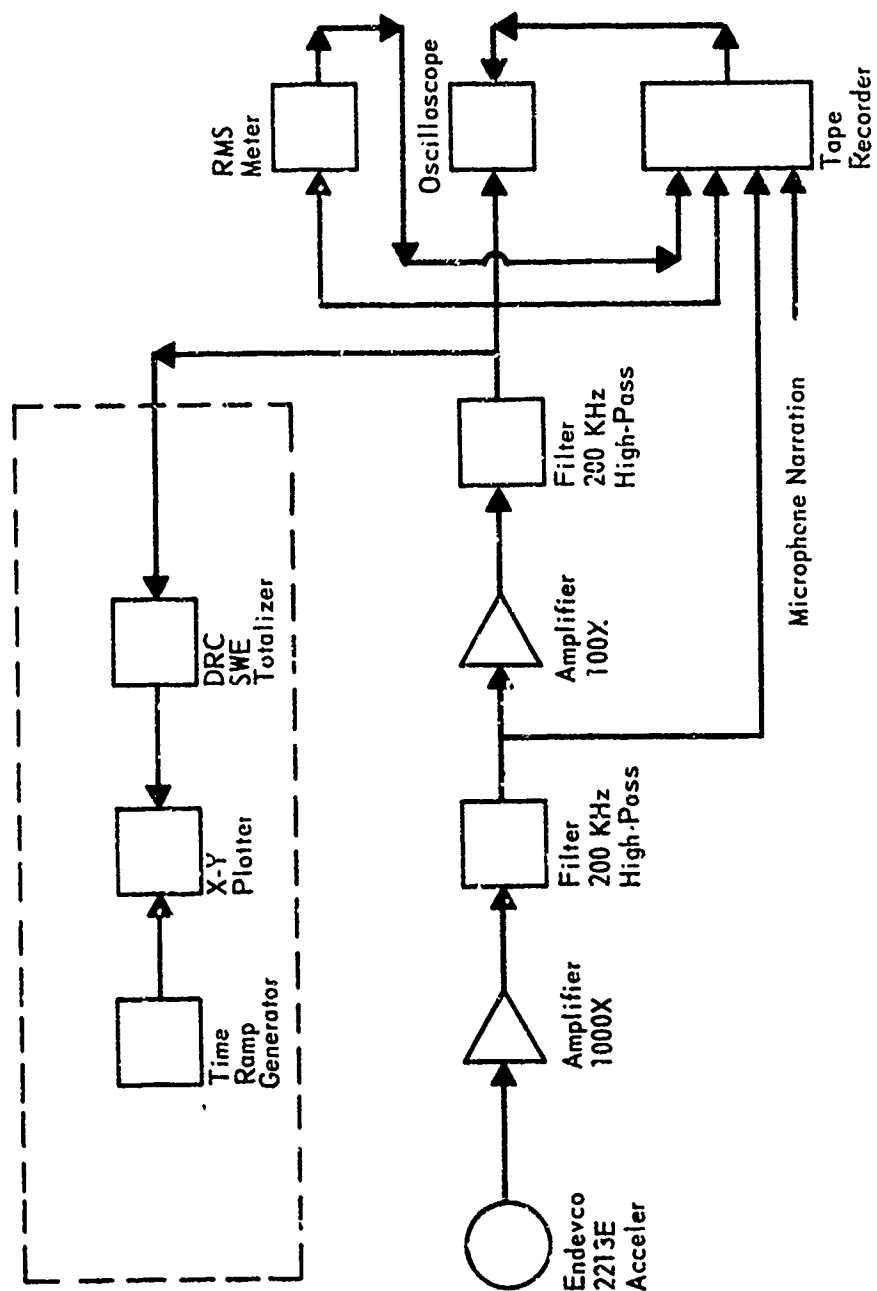 RMS
Meter
Oscilloscope
Tape
Recorder
DRC
SWE
Totalizer
X-Y
Plotter
Time
Ramp
Generator
Endevco
2213E
Acceler
Amplifier
1000X
Filter
200 KHz
High-Pass
Amplifier
100X
Filter
200 KHz
High-Pass
Microphone Narration